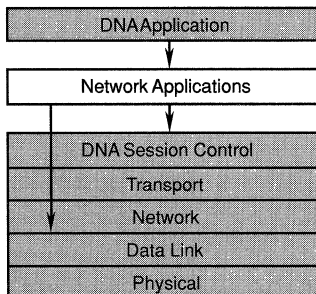 DNA Application
Network Applications
DNA Session Control
Transport
Network
Data Link
Physical